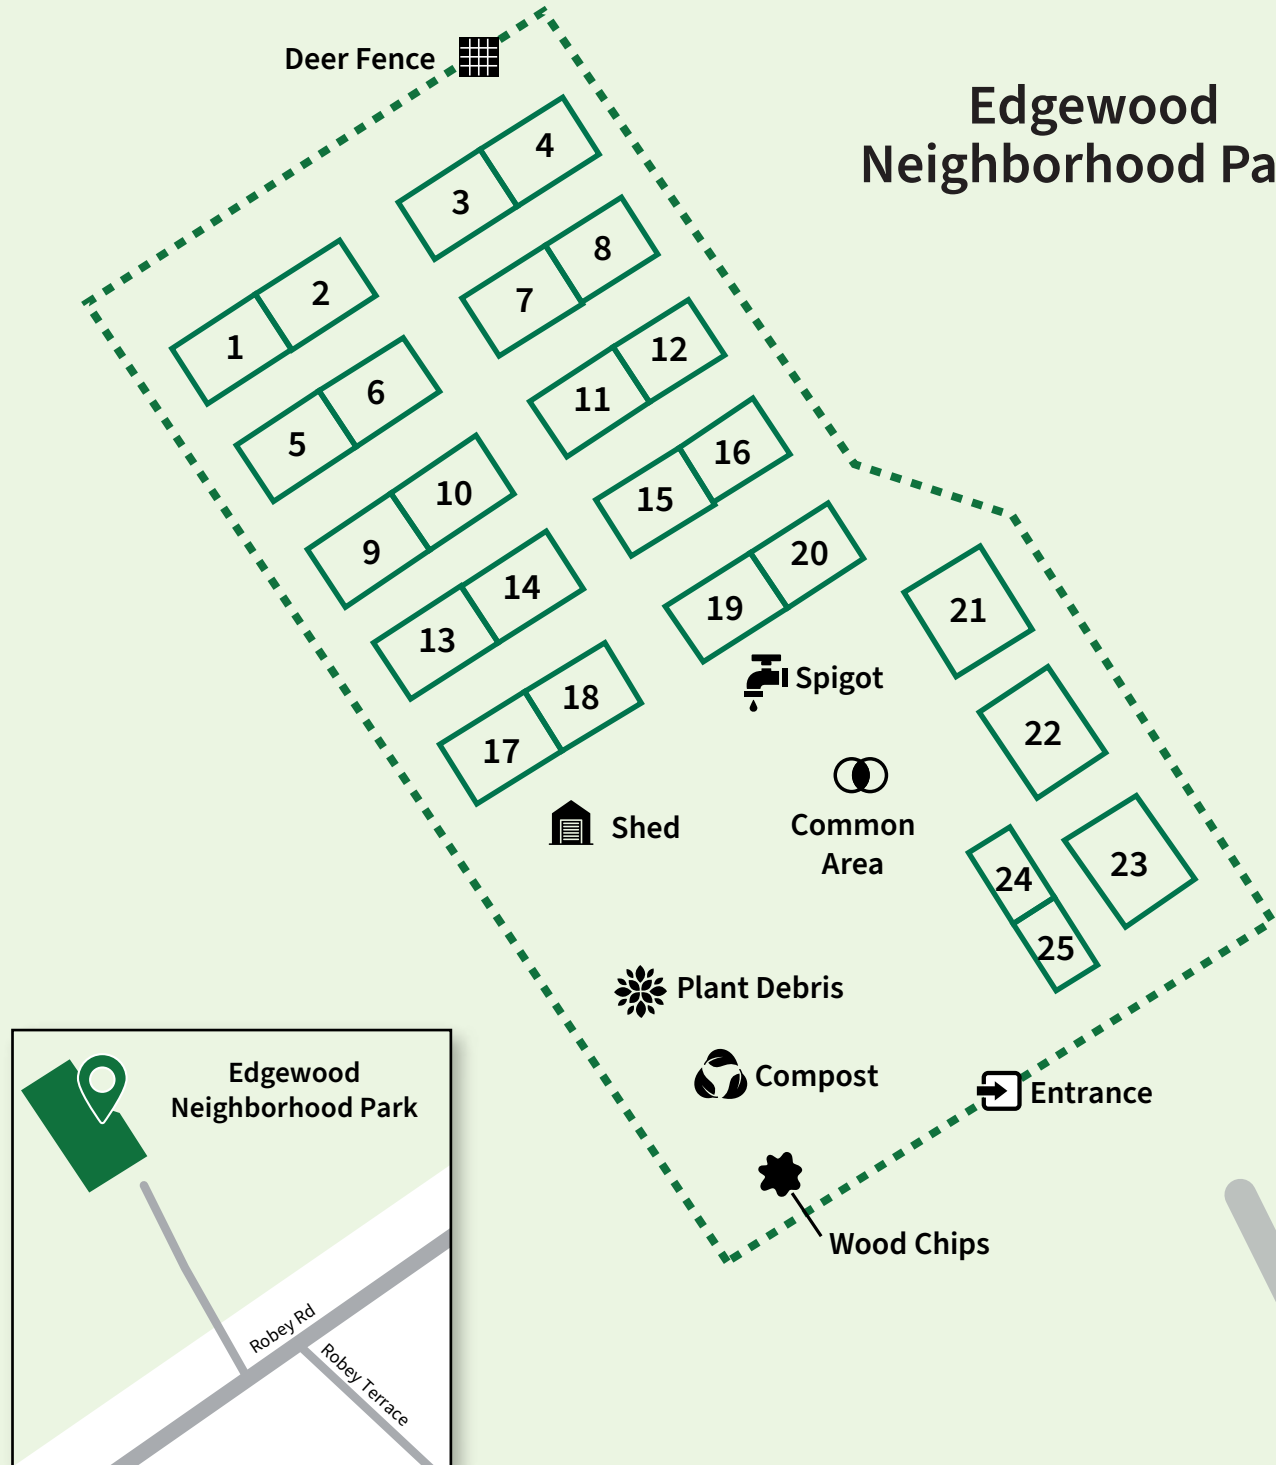 Deer Fence
Edgewood
Neighborhood Pa
4
3
8
2
7
1
12
6
11
5
16
10
15
9
20
14
19
21
13
18
Spigot
22
17
Shed
Common
Area
23
24
25
Plant Debris
Compost
Entrance
Wood Chips
Edgewood
Neighborhood Park
Robey Rd
Robey Terrace